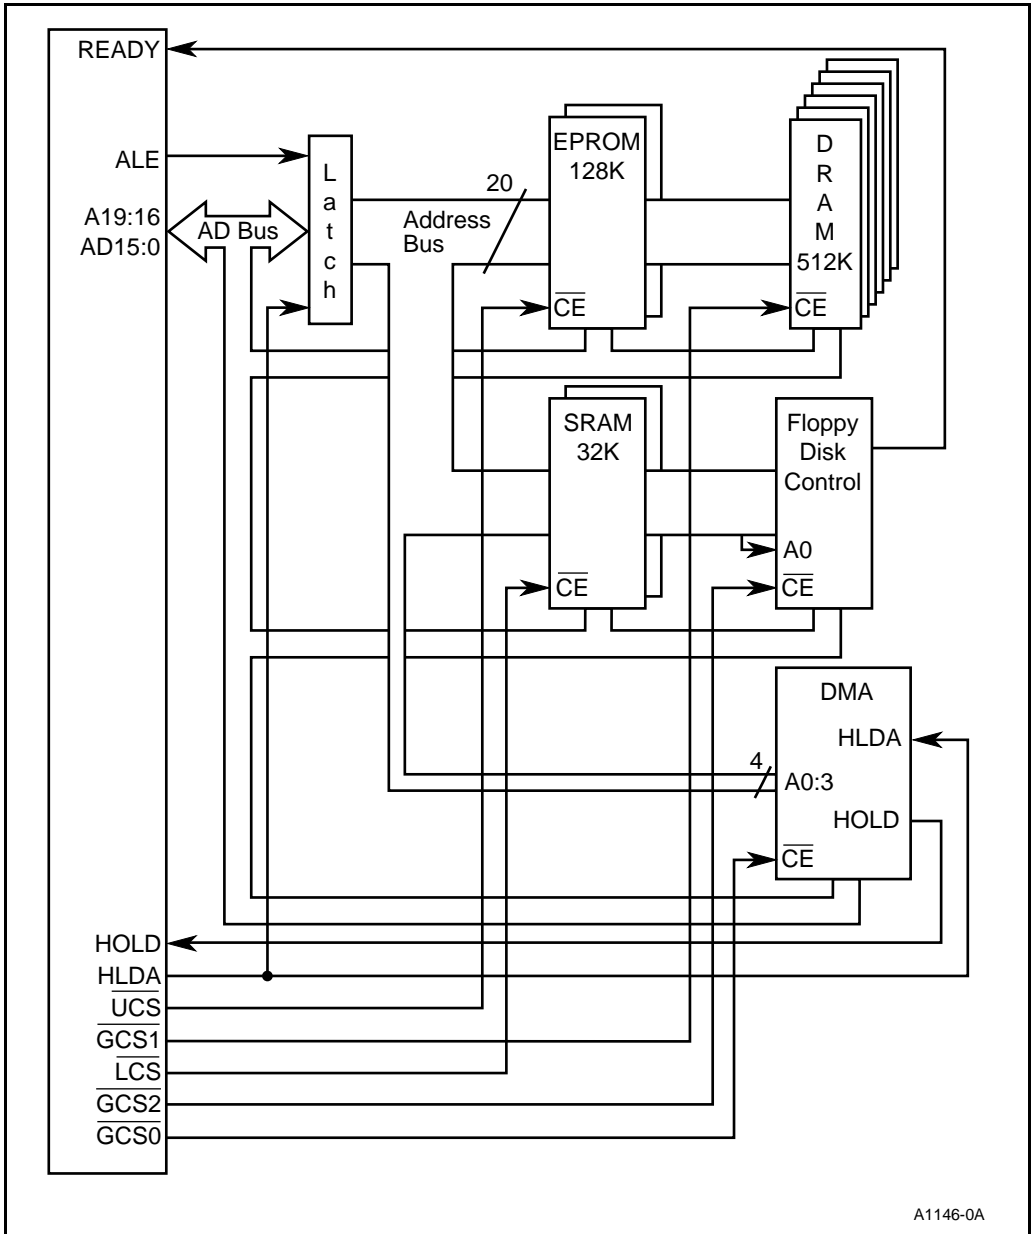 READY
ALE
A19:16
AD15:0
AD Bus
Latch
20
Address
Bus
EPROM
128K
CE
DRAM
512K
CE
SRAM
32K
CE
Floppy
Disk
Control
A0
CE
DMA
HLDA
4
A0:3
HOLD
CE
HOLD
HLDA
UCS
GCS1
LCS
GCS2
GCS0
A1146-0A